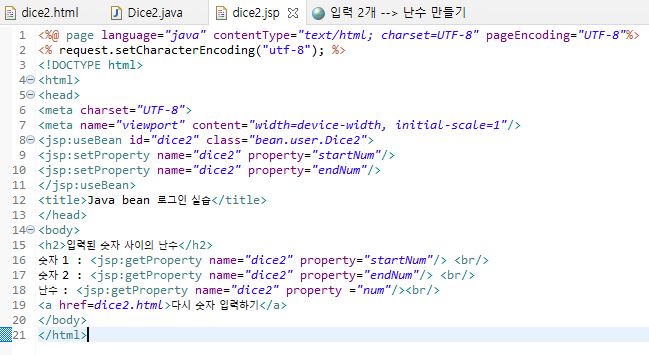 dice2.html Dice2.java dice2.jsp 입력 2개 --> 난수 만들기
1 <%@ page language="java" contentType="text/html; charset=UTF-8" pageEncoding="UTF-8"%>
2 <% request.setCharacterEncoding("utf-8"); %>
3 <!DOCTYPE html>
4 <html>
5 <head>
6 <meta charset="UTF-8">
7 <meta name="viewport" content="width=device-width, initial-scale=1"/>
8 <jsp:useBean id="dice2" class="bean.user.Dice2">
9 <jsp:setProperty name="dice2" property="startNum"/>
10 <jsp:setProperty name="dice2" property="endNum"/>
11 </jsp:useBean>
12 <title>Java bean 로그인 실습</title>
13 </head>
14 <body>
15 <h2>입력된 숫자 사이의 난수</h2>
16 숫자 1 : <jsp:getProperty name="dice2" property="startNum"/> <br/>
17 숫자 2 : <jsp:getProperty name="dice2" property="endNum"/> <br/>
18 난수 : <jsp:getProperty name="dice2" property ="num"/><br/>
19 <a href=dice2.html>다시 숫자 입력하기</a>
20 </body>
21 </html>